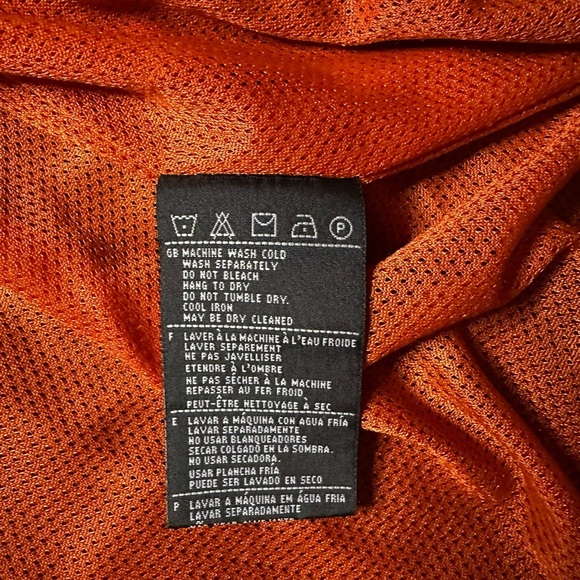 P
GB MACHINE WASH COLD
WASH SEPARATELY
DO NOT BLEACH
HANG TO DRY
DO NOT TUMBLE DRY.
COOL IRON
MAY BE DRY CLEANED
F LAVER À LA MACHINE À L'EAU FROIDE
LAVER SEPAREMENT
NE PAS JAVELLISER
ETENDRE À L'OMBRE
NE PAS SÉCHER À LA MACHINE
REPASSER AU FER FROID.
PEUT-ÊTRE NETTOYAGE À SEC
E LAVAR A MÁQUINA CON AGUA FRÍA
LAVAR SEPARADAMENTE
NO USAR BLANQUEADORES
SECAR COLGADO EN LA SOMBRA.
NO USAR SECADORA.
USAR PLANCHA FRÍA
PUEDE SER LAVADO EN SECO
P LAVAR A MÁQUINA EM ÁGUA FRIA
LAVAR SEPARADAMENTE